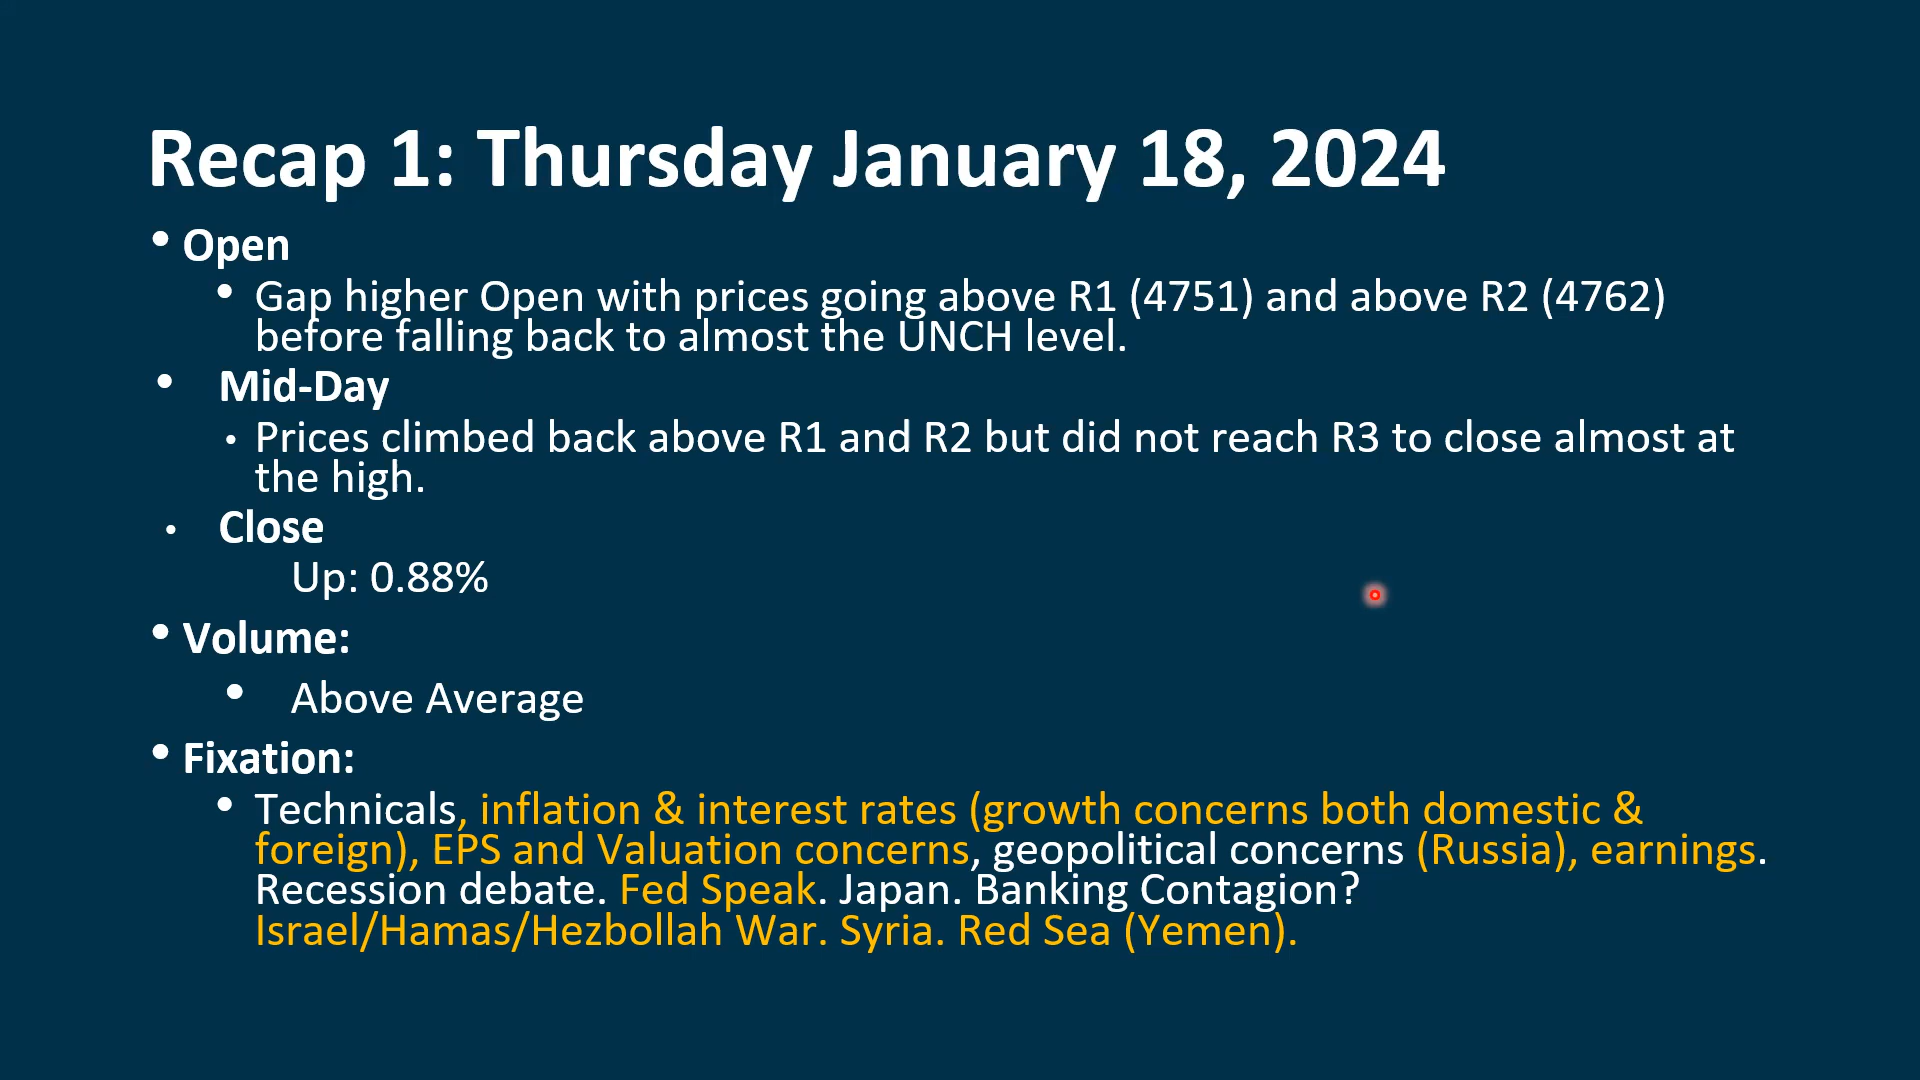 Recap 1: Thursday January 18, 2024
• Open
• Gap higher Open with prices going above R1 (4751) and above R2 (4762)
before falling back to almost the UNCH level.
• Mid-Day
• Prices climbed back above R1 and R2 but did not reach R3 to close almost at
the high.
• Close
Up: 0.88%
• Volume:
• Above Average
• Fixation:
• Technicals, inflation & interest rates (growth concerns both domestic &
foreign), EPS and Valuation concerns, geopolitical concerns (Russia), earnings.
Recession debate. Fed Speak. Japan. Banking Contagion?
Israel/Hamas/Hezbollah War. Syria. Red Sea (Yemen).